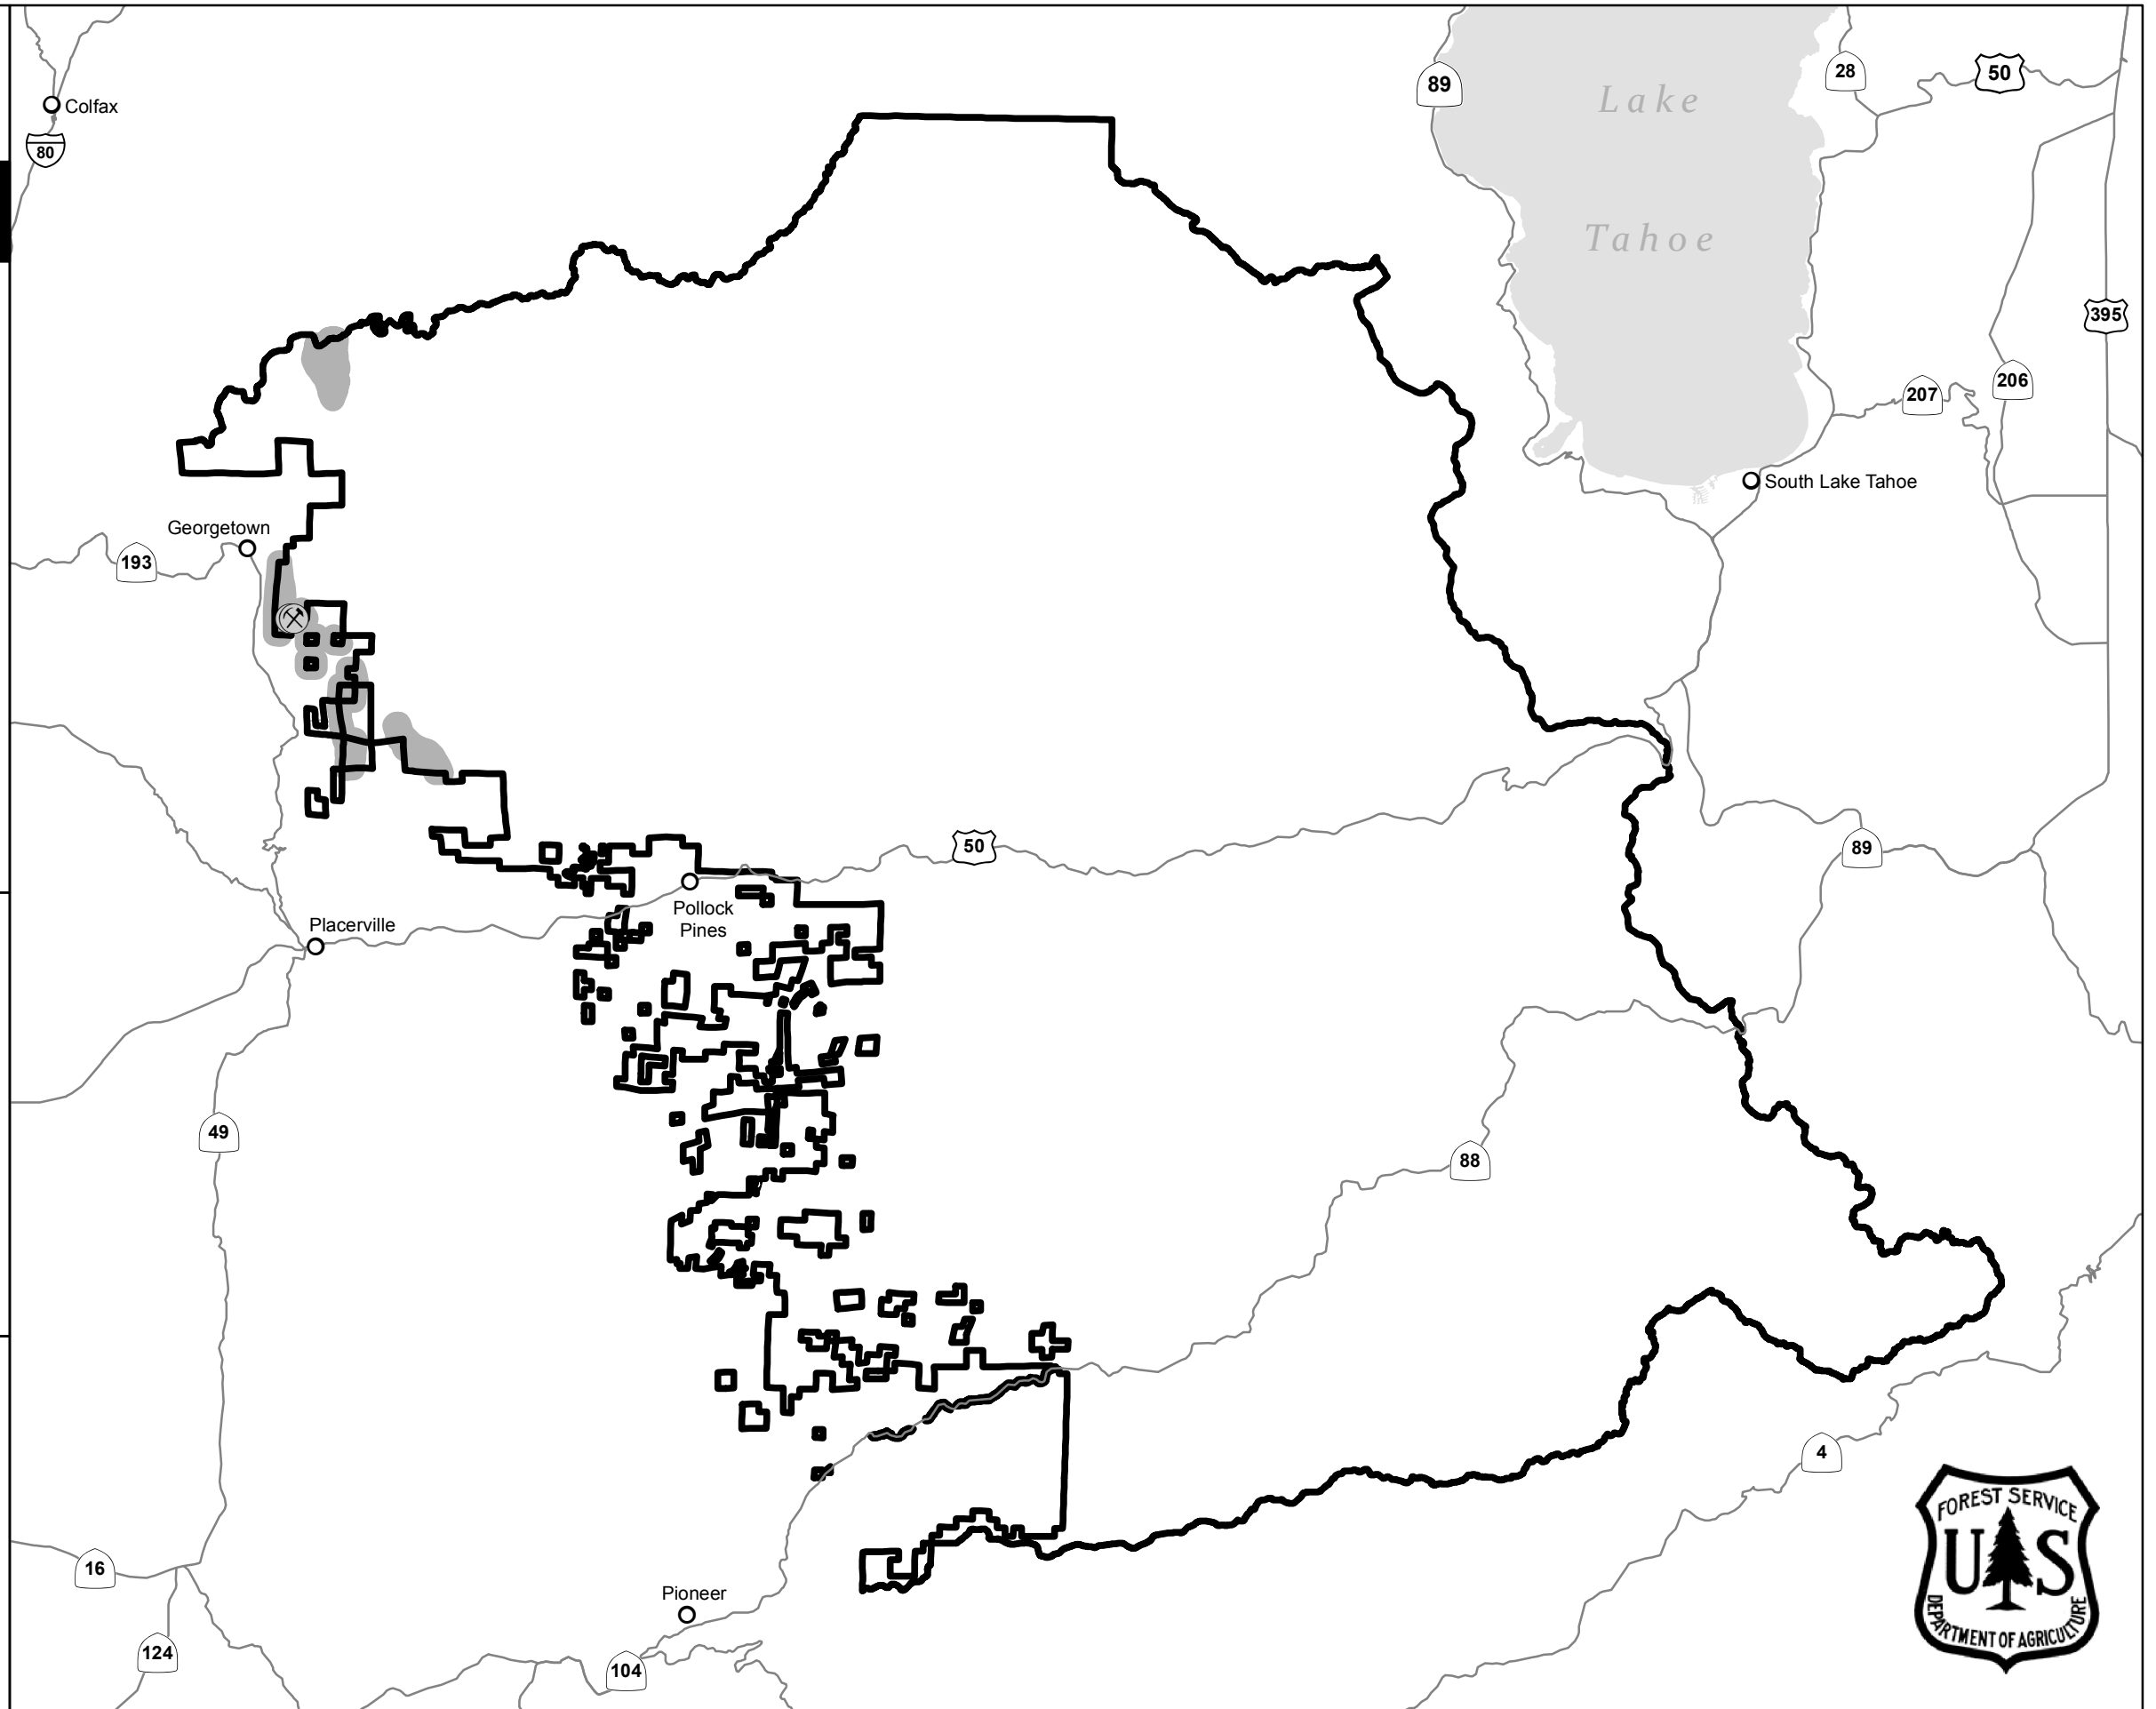 89
28
50
Lake
Colfax
80
Tahoe
395
206
207
South Lake Tahoe
Georgetown
193
50
89
Pollock
Pines
Placerville
49
88
4
FOREST SERVICE
U S
DEPARTMENT OF AGRICULTURE
16
Pioneer
124
104